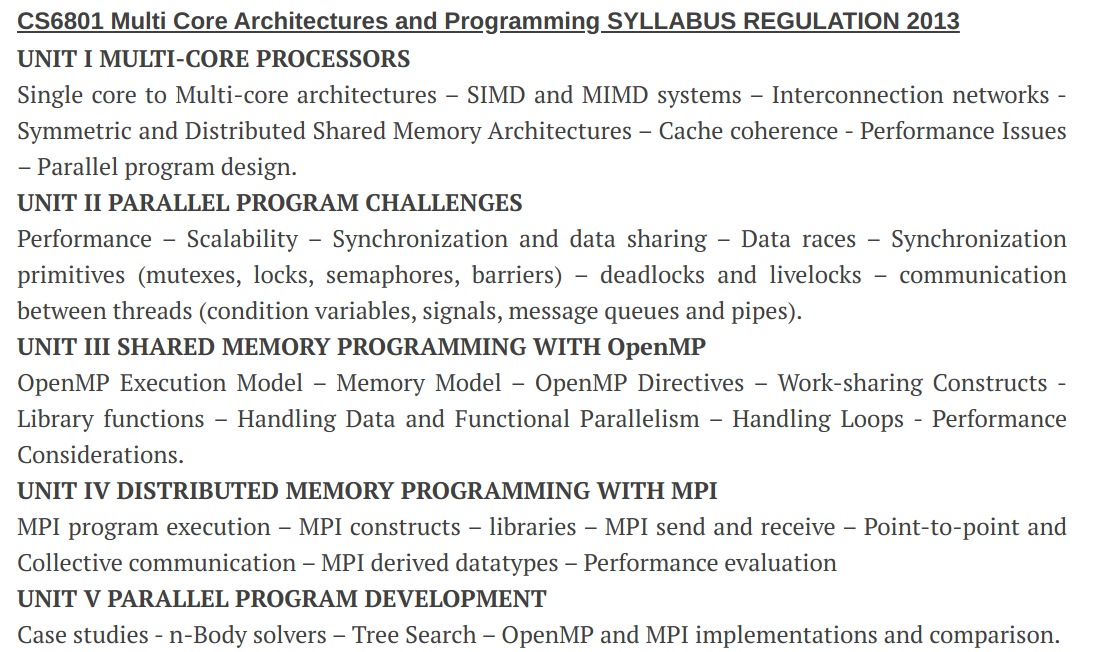 CS6801 Multi Core Architectures and Programming SYLLABUS REGULATION 2013
UNIT I MULTI-CORE PROCESSORS
Single core to Multi-core architectures – SIMD and MIMD systems – Interconnection networks -
Symmetric and Distributed Shared Memory Architectures – Cache coherence - Performance Issues
– Parallel program design.
UNIT II PARALLEL PROGRAM CHALLENGES
Performance – Scalability – Synchronization and data sharing – Data races – Synchronization
primitives (mutexes, locks, semaphores, barriers) – deadlocks and livelocks – communication
between threads (condition variables, signals, message queues and pipes).
UNIT III SHARED MEMORY PROGRAMMING WITH OpenMP
OpenMP Execution Model – Memory Model – OpenMP Directives – Work-sharing Constructs -
Library functions – Handling Data and Functional Parallelism – Handling Loops - Performance
Considerations.
UNIT IV DISTRIBUTED MEMORY PROGRAMMING WITH MPI
MPI program execution – MPI constructs – libraries – MPI send and receive – Point-to-point and
Collective communication – MPI derived datatypes – Performance evaluation
UNIT V PARALLEL PROGRAM DEVELOPMENT
Case studies - n-Body solvers – Tree Search – OpenMP and MPI implementations and comparison.